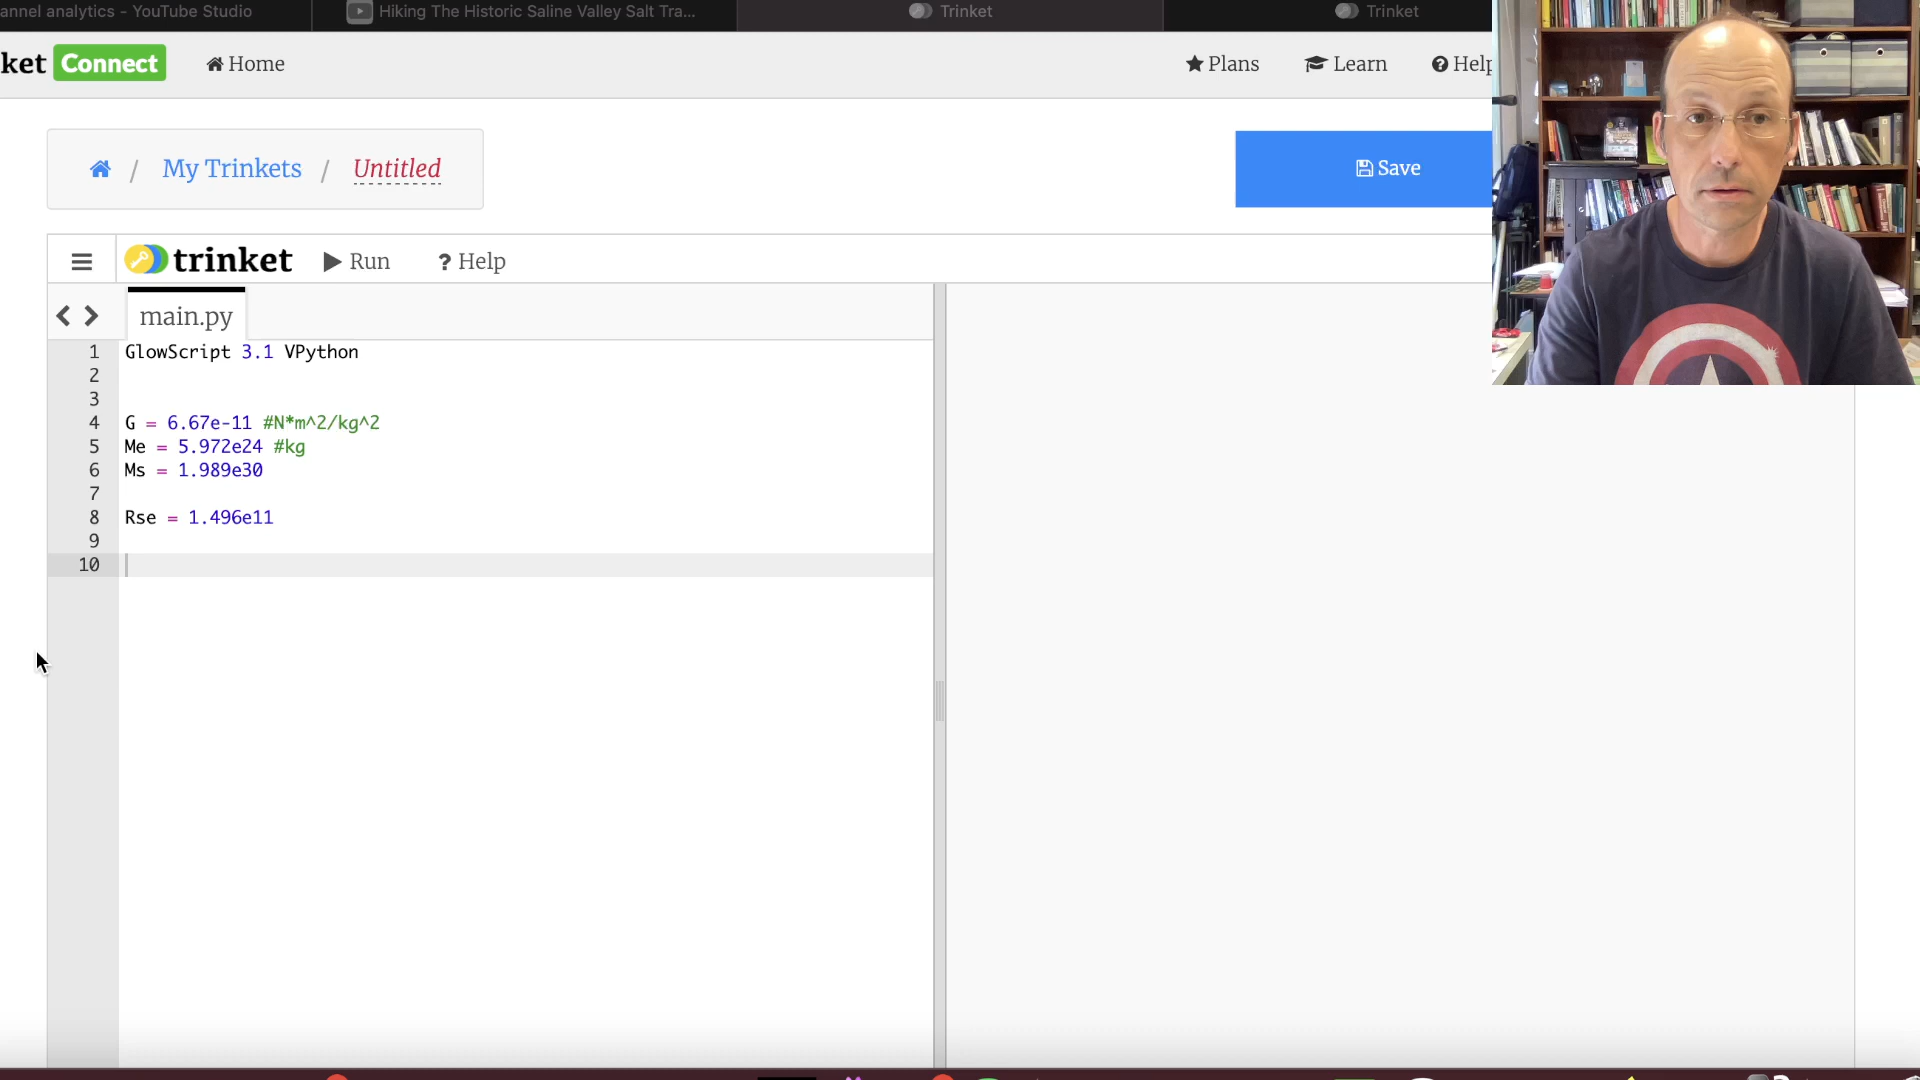 annel analytics - YouTube Studio
Hiking The Historic Saline Valley Salt Tra...
Trinket
Trinket
ket Connect
Home
Plans
Learn
Help
/ My Trinkets / Untitled
Save
trinket
Run
? Help
main.py
1 GlowScript 3.1 VPython
2
3
4 G = 6.67e-11 #N*m^2/kg^2
5 Me = 5.972e24 #kg
6 Ms = 1.989e30
7
8 Rse = 1.496e11
9
10